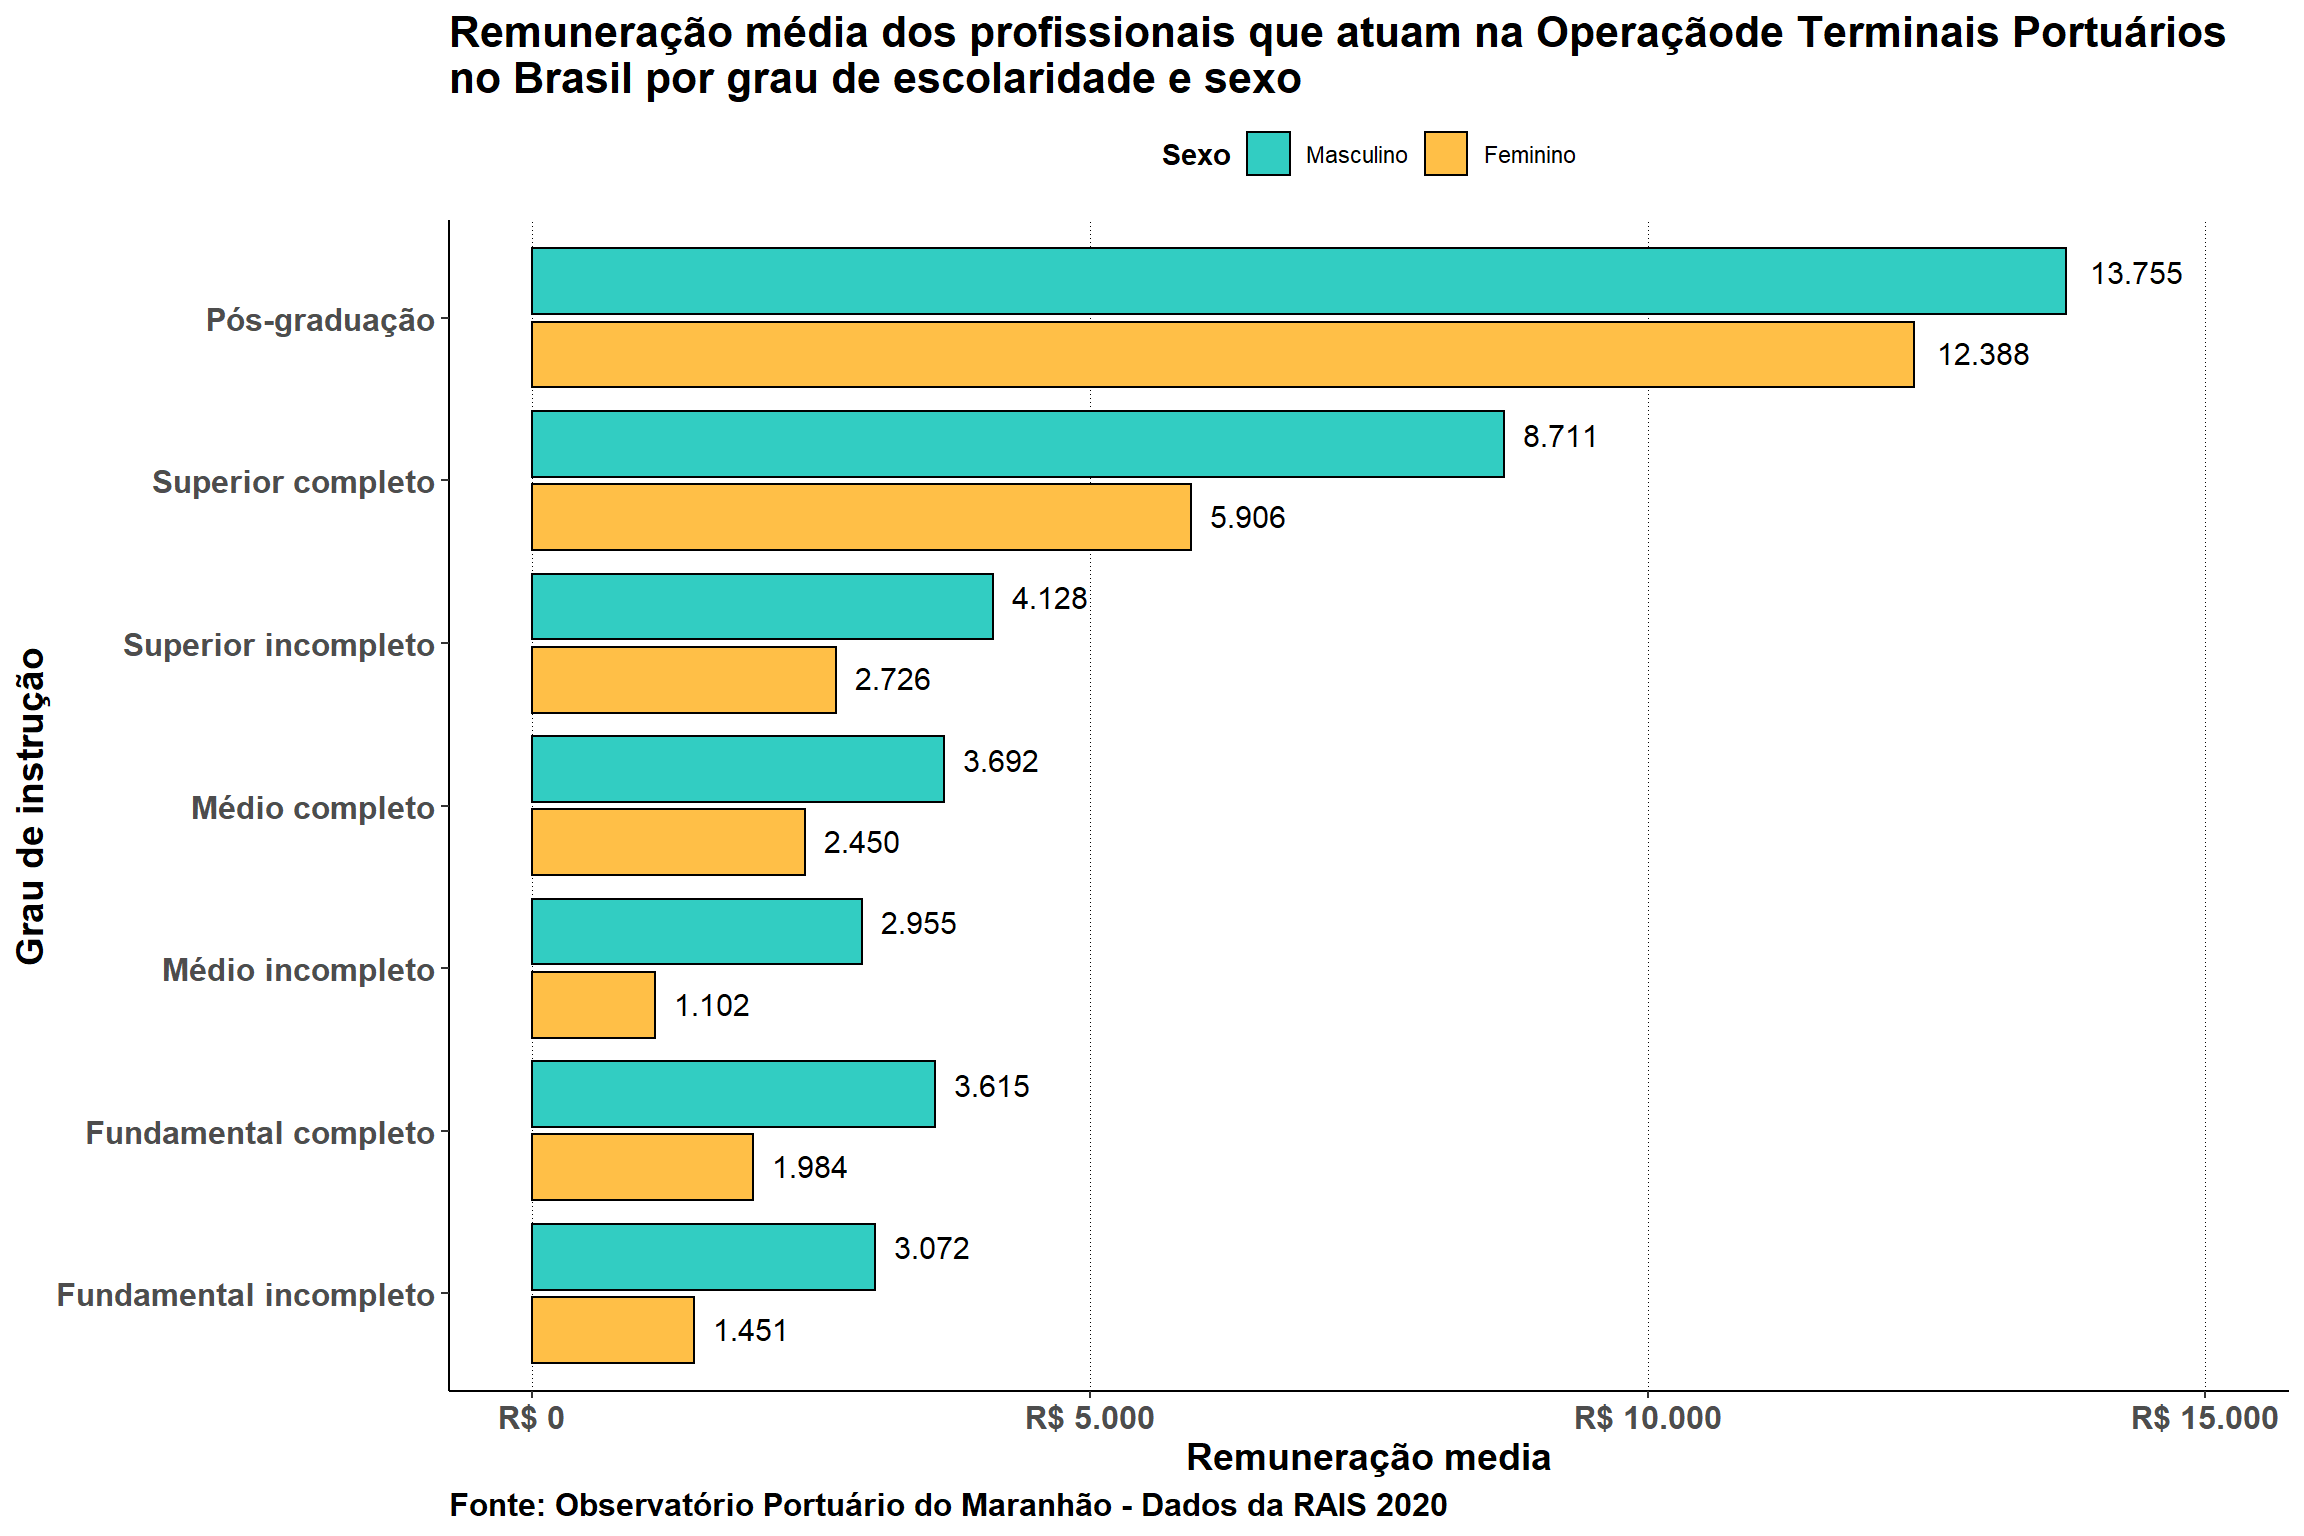 Remuneração média dos profissionais que atuam na Operaçãode Terminais Portuários
no Brasil por grau de escolaridade e sexo
Sexo Masculino Feminino
Grau de instrução
Pós-graduação
13.755
12.388
Superior completo
8.711
5.906
Superior incompleto
4.128
2.726
Médio completo
3.692
2.450
Médio incompleto
2.955
1.102
Fundamental completo
3.615
1.984
Fundamental incompleto
3.072
1.451
R$ 0 R$ 5.000 R$ 10.000 R$ 15.000
Remuneração media
Fonte: Observatório Portuário do Maranhão - Dados da RAIS 2020